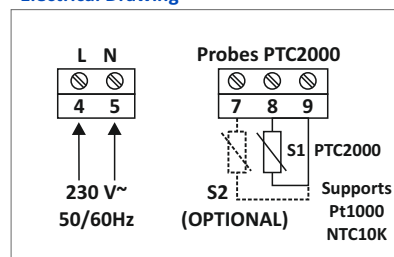 Electrical Drawing
L N
4 5
230 V~
50/60Hz
Probes PTC2000
7 8 9
S1 PTC2000
S2
(OPTIONAL)
Supports
Pt1000
NTC10K